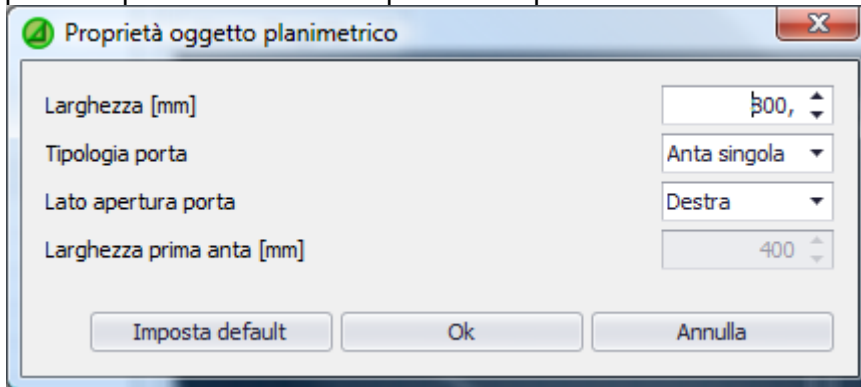 Proprietà oggetto planimetrico
Larghezza [mm] 800,
Tipologia porta Anta singola
Lato apertura porta Destra
Larghezza prima anta [mm] 400
Imposta default Ok Annulla